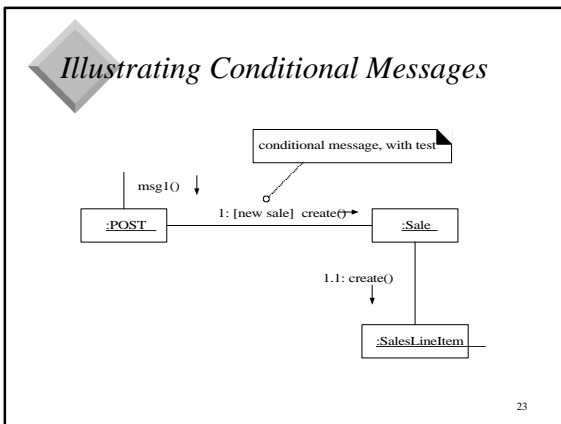 Illustrating Conditional Messages
conditional message, with test
msg1()
1: [new sale] create()
:POST
:Sale
1.1: create()
:SalesLineItem
23